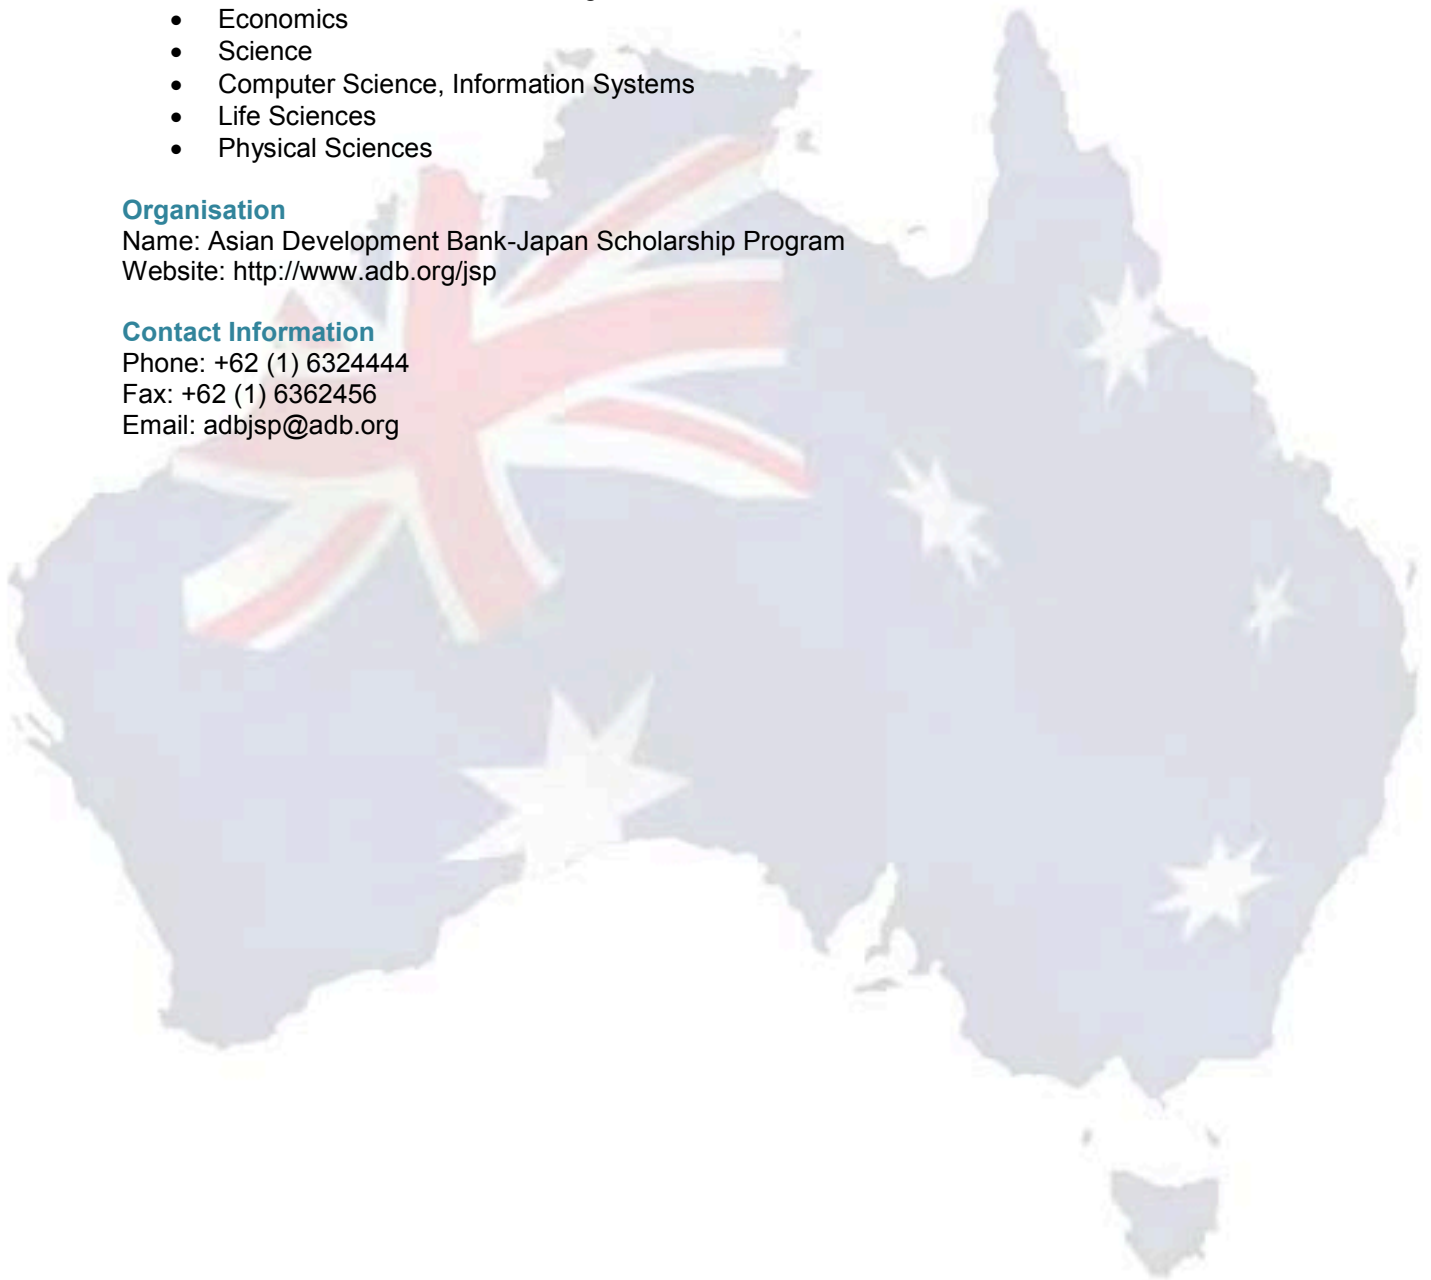 • Economics
• Science
• Computer Science, Information Systems
• Life Sciences
• Physical Sciences
Organisation
Name: Asian Development Bank-Japan Scholarship Program
Website: http://www.adb.org/jsp
Contact Information
Phone: +62 (1) 6324444
Fax: +62 (1) 6362456
Email: adbjsp@adb.org